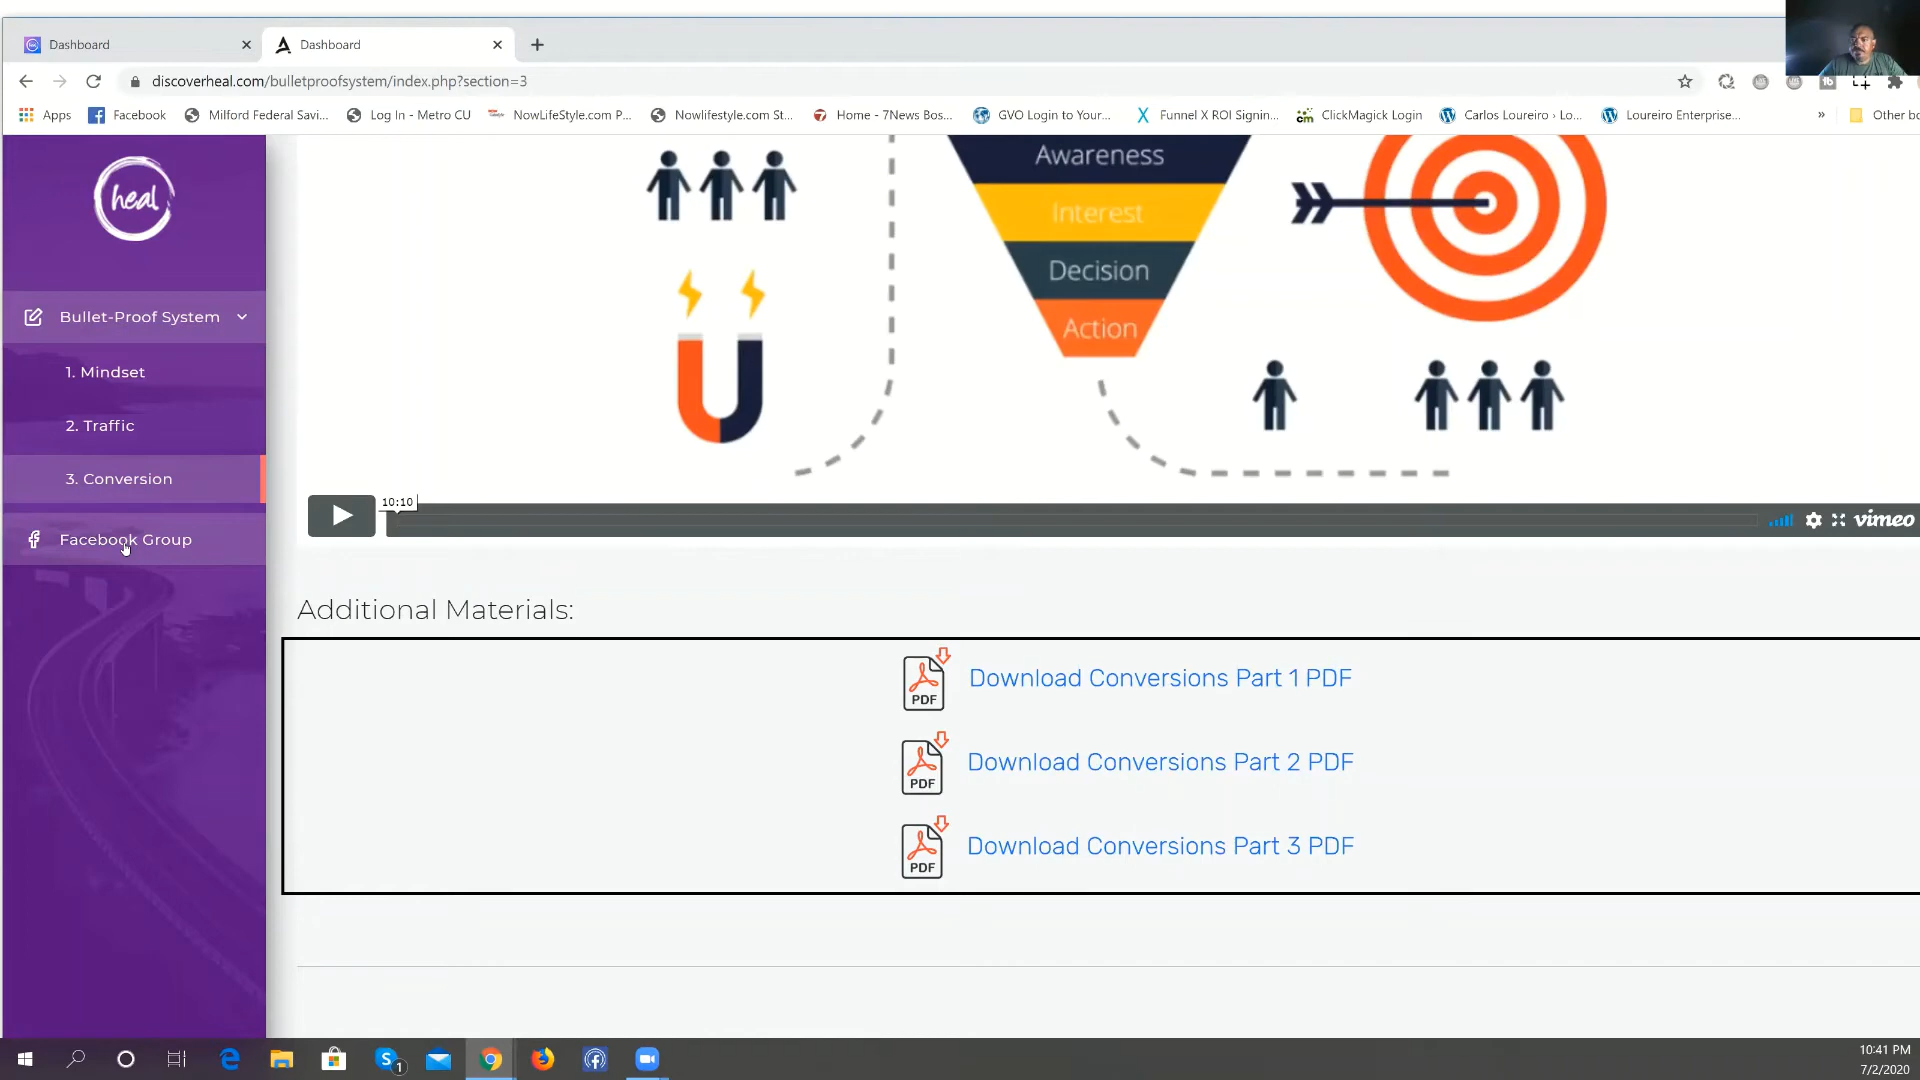 Dashboard
Dashboard
discoverheal.com/bulletproofsystem/index.php?section=3
Apps
Facebook
Milford Federal Savi...
Log In - Metro CU
NowLifeStyle.com P...
Nowlifestyle.com St...
Home - 7News Bos...
GVO Login to Your...
Funnel X ROI Signin...
ClickMagick Login
Carlos Loureiro › Lo...
Loureiro Enterprise...
»
Other bo
heal
Bullet-Proof System
1. Mindset
2. Traffic
3. Conversion
Facebook Group
Awareness
Interest
Decision
Action
10:10
vimeo
Additional Materials:
PDF
Download Conversions Part 1 PDF
PDF
Download Conversions Part 2 PDF
PDF
Download Conversions Part 3 PDF
1
10:41 PM
7/2/2020